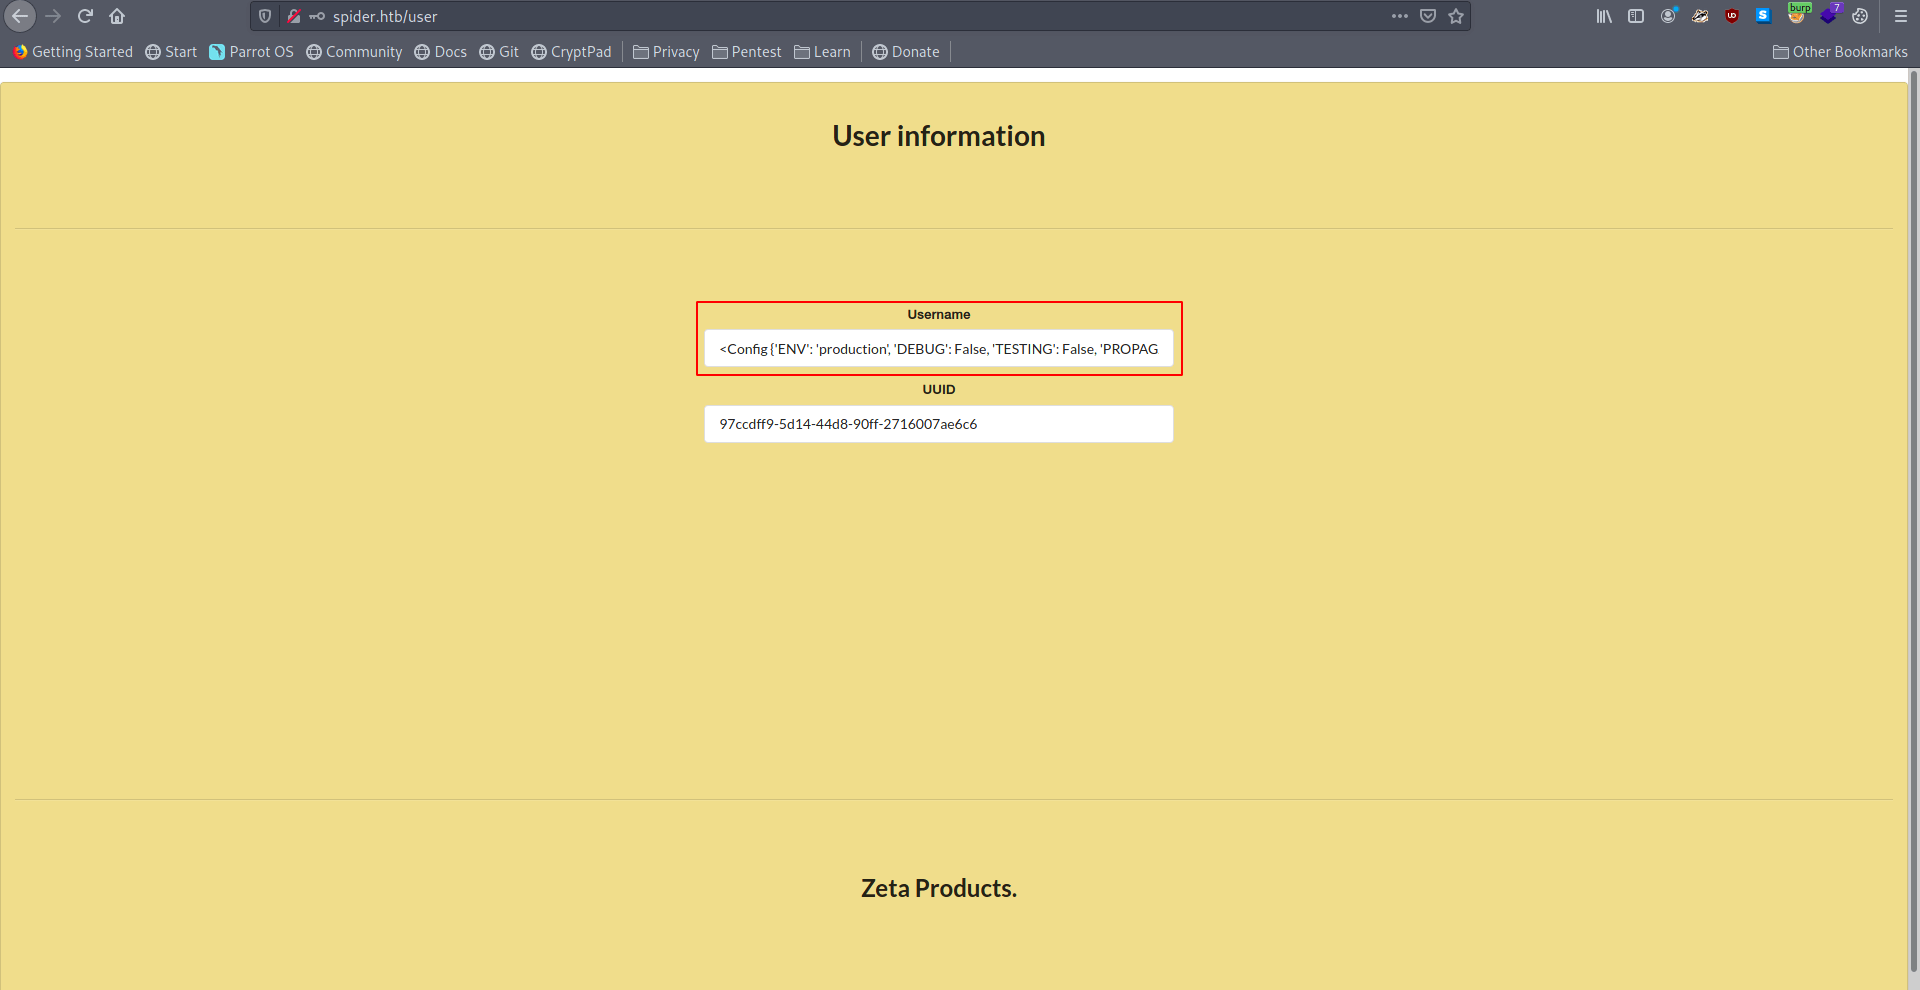 spider.htb/user
burp
7
Getting Started Start Parrot OS Community Docs Git CryptPad Privacy Pentest Learn Donate Other Bookmarks
User information
Username
<Config {'ENV': 'production', 'DEBUG': False, 'TESTING': False, 'PROPAG
UUID
97ccdff9-5d14-44d8-90ff-2716007ae6c6
Zeta Products.